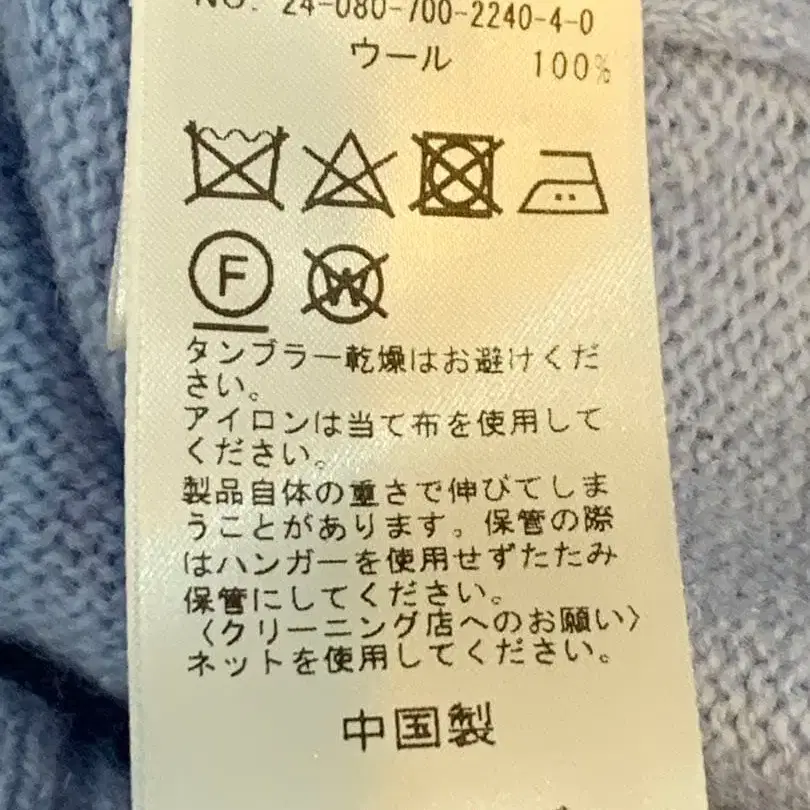 NO. 24-080-700-2240-4-0
ウール 100%
F W
タンブラー乾燥はお避けくだ
さい。
アイロンは当て布を使用して
ください。
製品自体の重さで伸びてしま
うことがあります。保管の際
はハンガーを使用せずたたみ
保管にしてください。
〈クリーニング店へのお願い〉
ネットを使用してください。
中国製